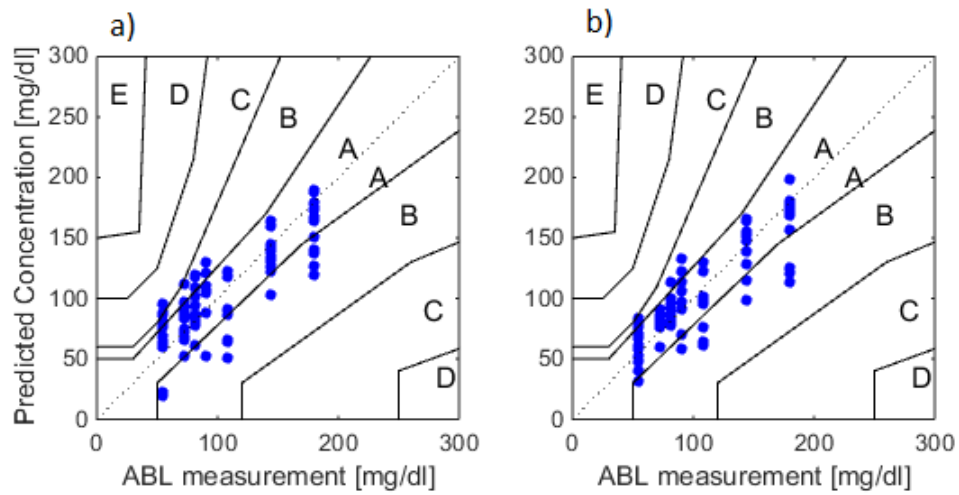 a)
b)
300
250
200
150
100
50
0
0
100
200
300
E
D
C
B
A
A
B
C
D
Predicted Concentration [mg/dl]
ABL measurement [mg/dl]
300
250
200
150
100
50
0
0
100
200
300
E
D
C
B
A
A
B
C
D
ABL measurement [mg/dl]